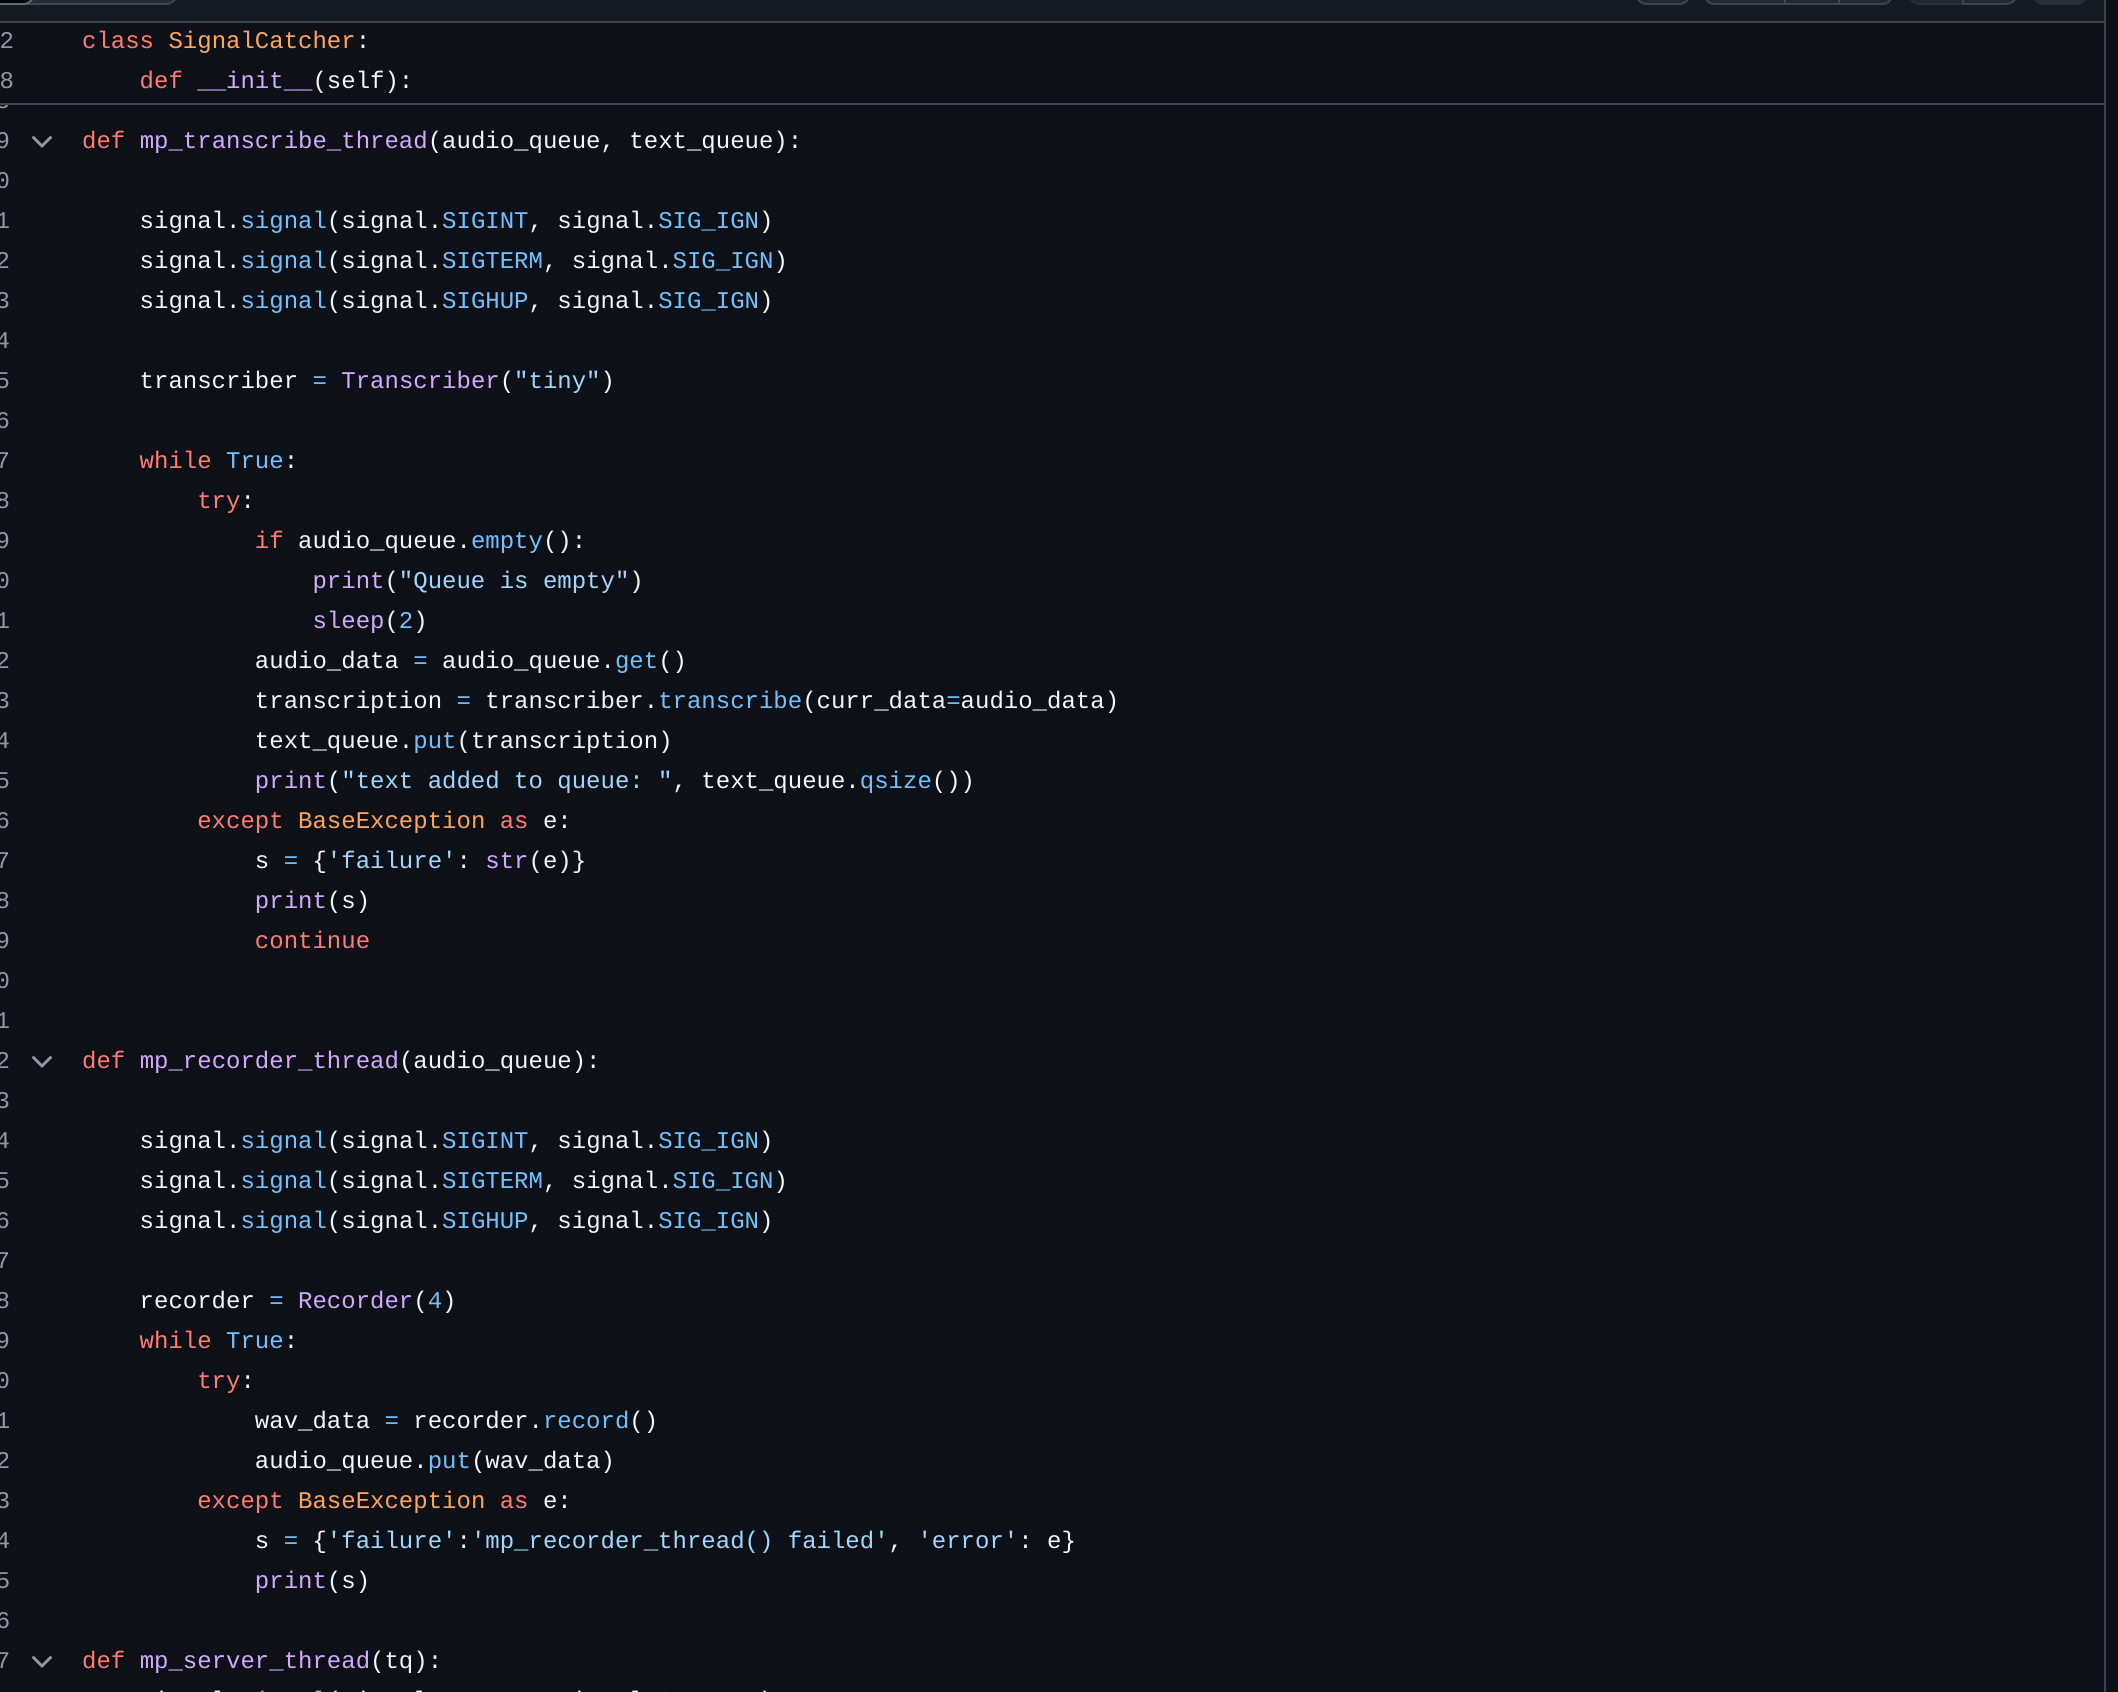 2 class SignalCatcher:
8 def __init__(self):
9 def mp_transcribe_thread(audio_queue, text_queue):
0
1 signal.signal(signal.SIGINT, signal.SIG_IGN)
2 signal.signal(signal.SIGTERM, signal.SIG_IGN)
3 signal.signal(signal.SIGHUP, signal.SIG_IGN)
4
5 transcriber = Transcriber("tiny")
6
7 while True:
8 try:
9 if audio_queue.empty():
0 print("Queue is empty")
1 sleep(2)
2 audio_data = audio_queue.get()
3 transcription = transcriber.transcribe(curr_data=audio_data)
4 text_queue.put(transcription)
5 print("text added to queue: ", text_queue.qsize())
6 except BaseException as e:
7 s = {'failure': str(e)}
8 print(s)
9 continue
0
1
2 def mp_recorder_thread(audio_queue):
3
4 signal.signal(signal.SIGINT, signal.SIG_IGN)
5 signal.signal(signal.SIGTERM, signal.SIG_IGN)
6 signal.signal(signal.SIGHUP, signal.SIG_IGN)
7
8 recorder = Recorder(4)
9 while True:
0 try:
1 wav_data = recorder.record()
2 audio_queue.put(wav_data)
3 except BaseException as e:
4 s = {'failure':'mp_recorder_thread() failed', 'error': e}
5 print(s)
6
7 def mp_server_thread(tq):